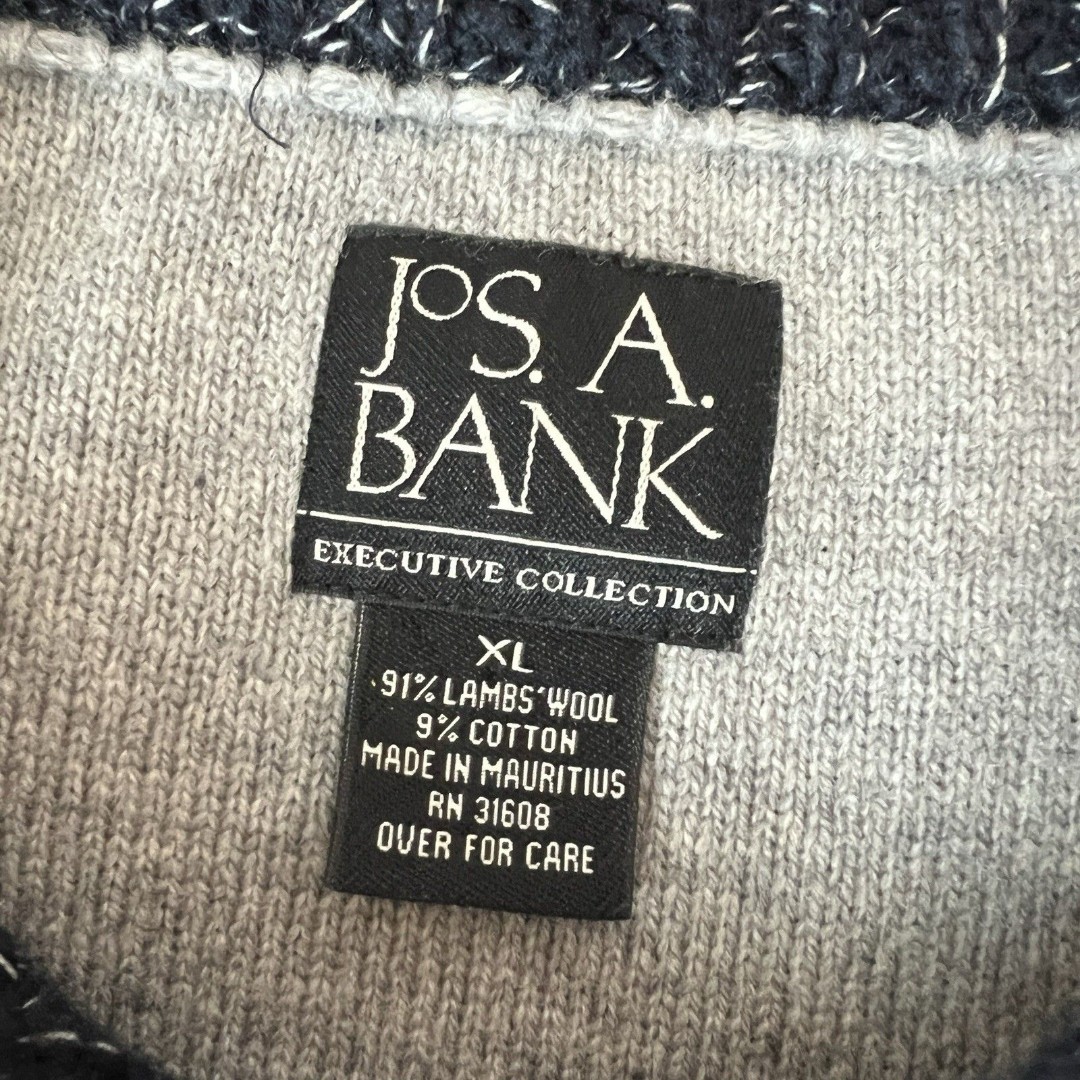 JOS. A.
BANK
EXECUTIVE COLLECTION
XL
91% LAMBS'WOOL
9% COTTON
MADE IN MAURITIUS
RN 31608
OVER FOR CARE